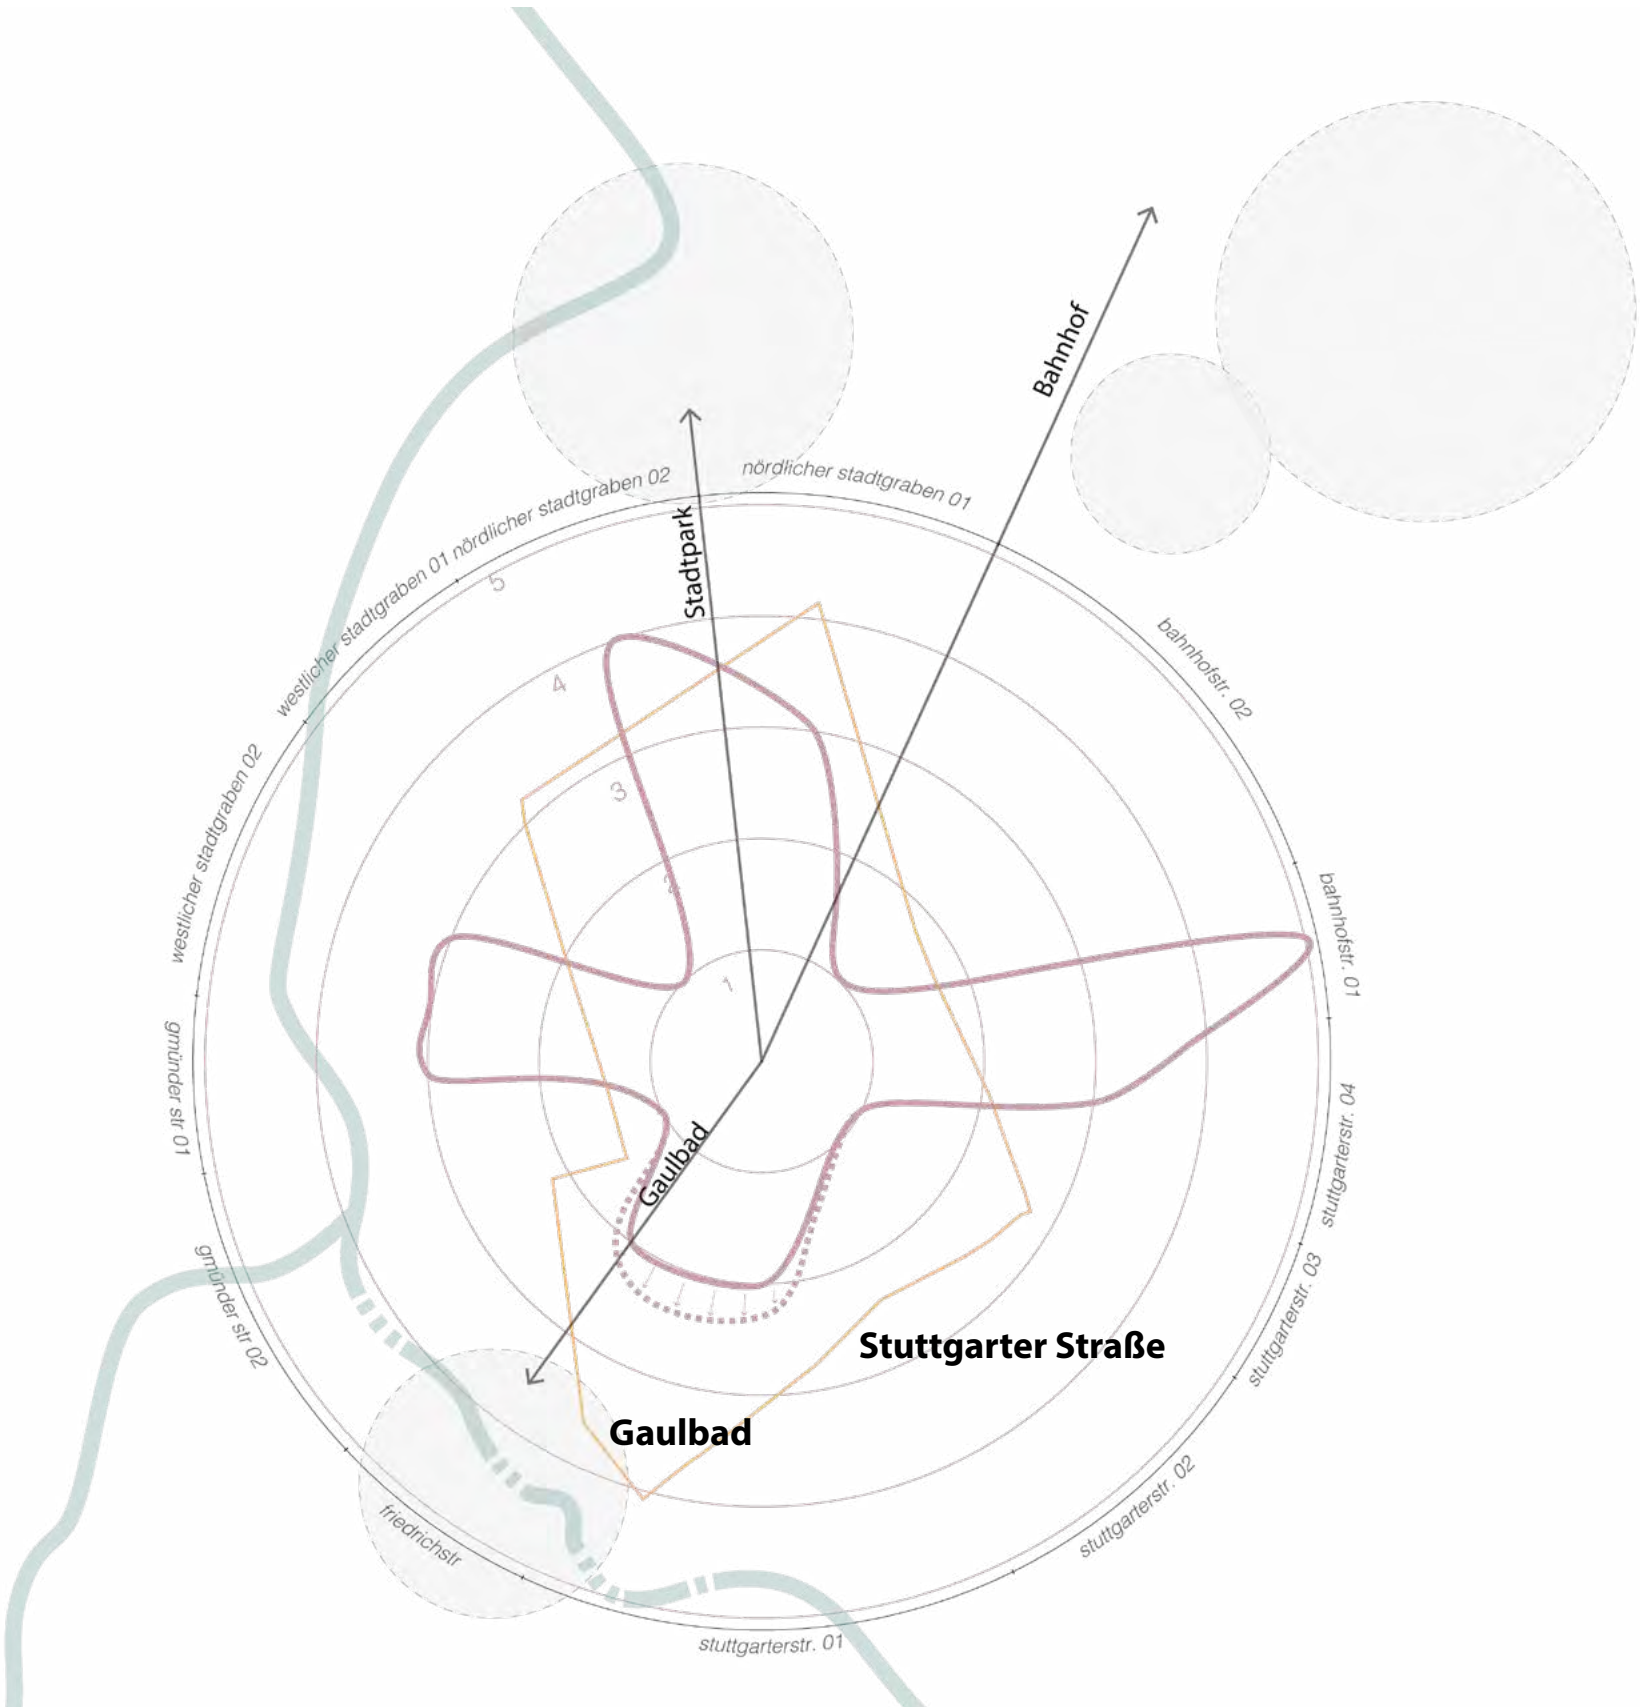 Bahnhof
nördlicher stadtgraben 01
nördlicher stadtgraben 02
Stadtpark
westlicher stadtgraben 01
5
bahnhofstr. 02
4
westlicher stadtgraben 02
3
2
bahnhofstr. 01
1
gmünder str 01
stuttgarterstr. 04
Gaulbad
gmünder str 02
stuttgarterstr. 03
Stuttgarter Straße
Gaulbad
stuttgarterstr. 02
friedrichstr
stuttgarterstr. 01